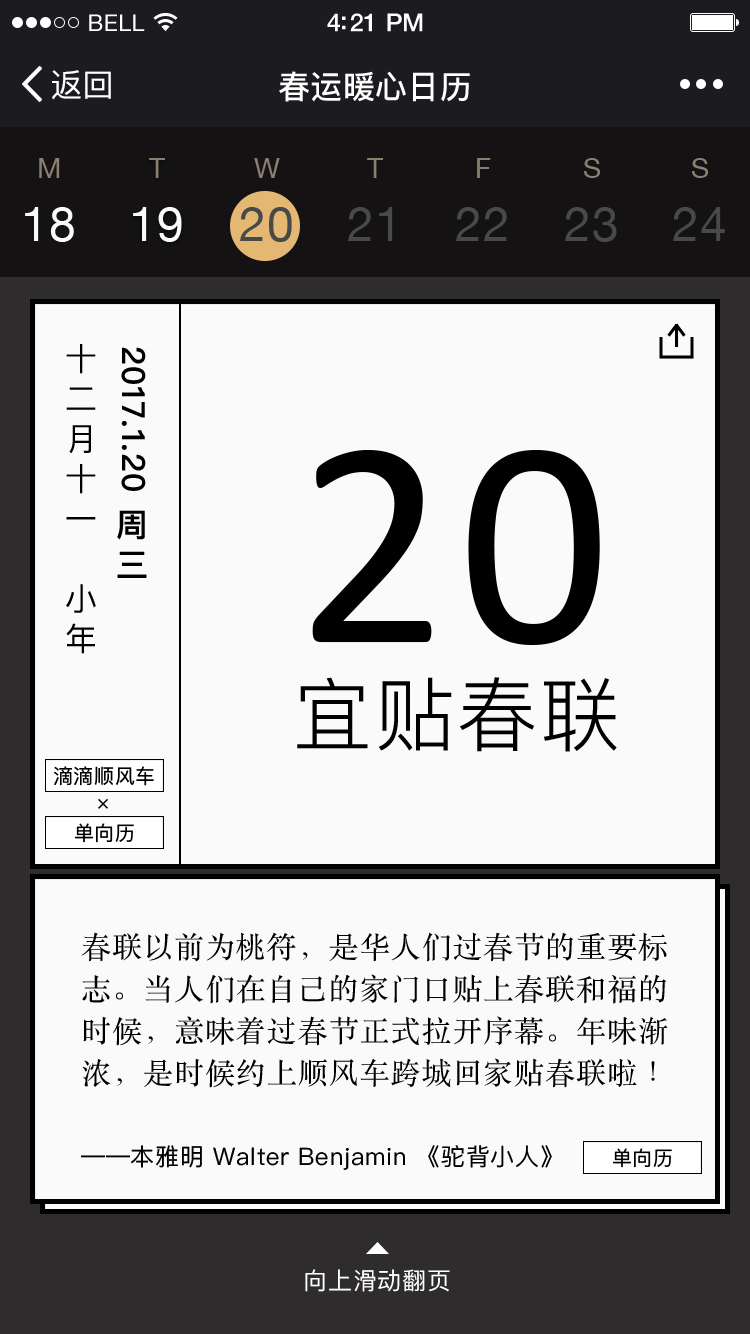 BELL 4:21 PM
返回 春运暖心日历
M T W T F S S
18 19 20 21 22 23 24
2017.1.20 周三
十二月十一 小年
滴滴顺风车
×
单向历
20
宜贴春联
春联以前为桃符，是华人们过春节的重要标
志。当人们在自己的家门口贴上春联和福的
时候，意味着过春节正式拉开序幕。年味渐
浓，是时候约上顺风车跨城回家贴春联啦！
——本雅明 Walter Benjamin 《驼背小人》 单向历
向上滑动翻页